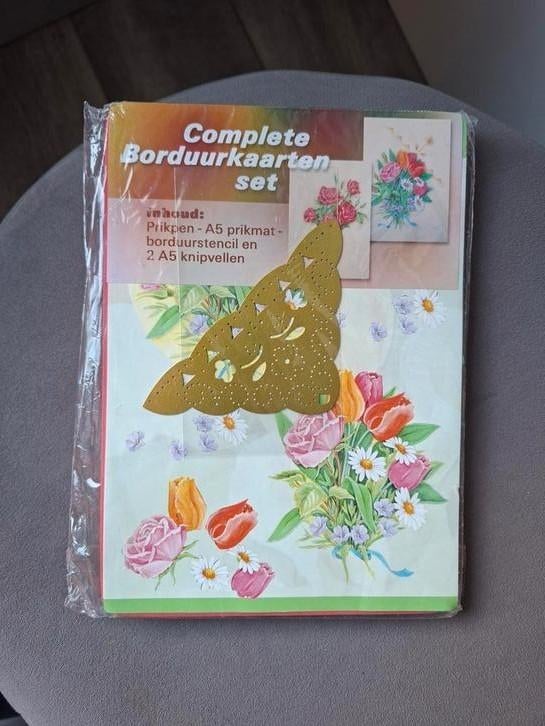 Complete
Borduurkaarten
set
inhoud:
Prikpen - A5 prikmat -
borduurstencil en
2 A5 knipvellen